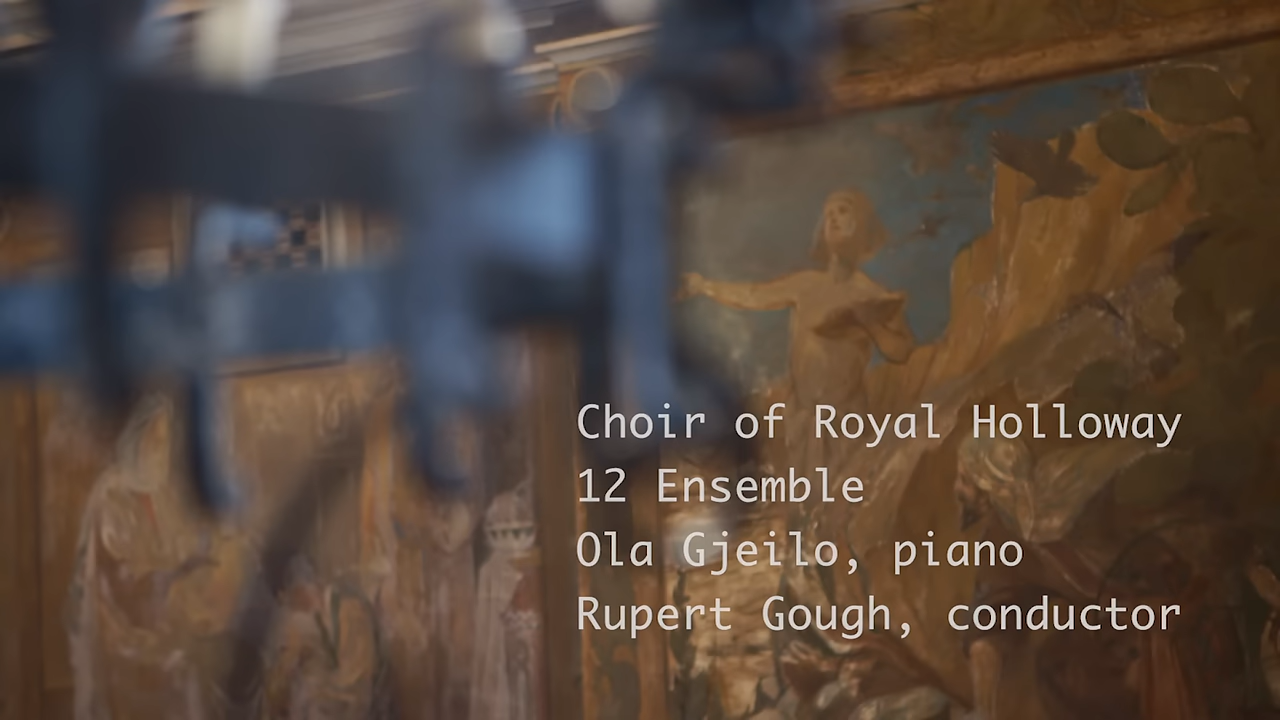 Choir of Royal Holloway
12 Ensemble
Ola Gjeilo, piano
Rupert Gough, conductor